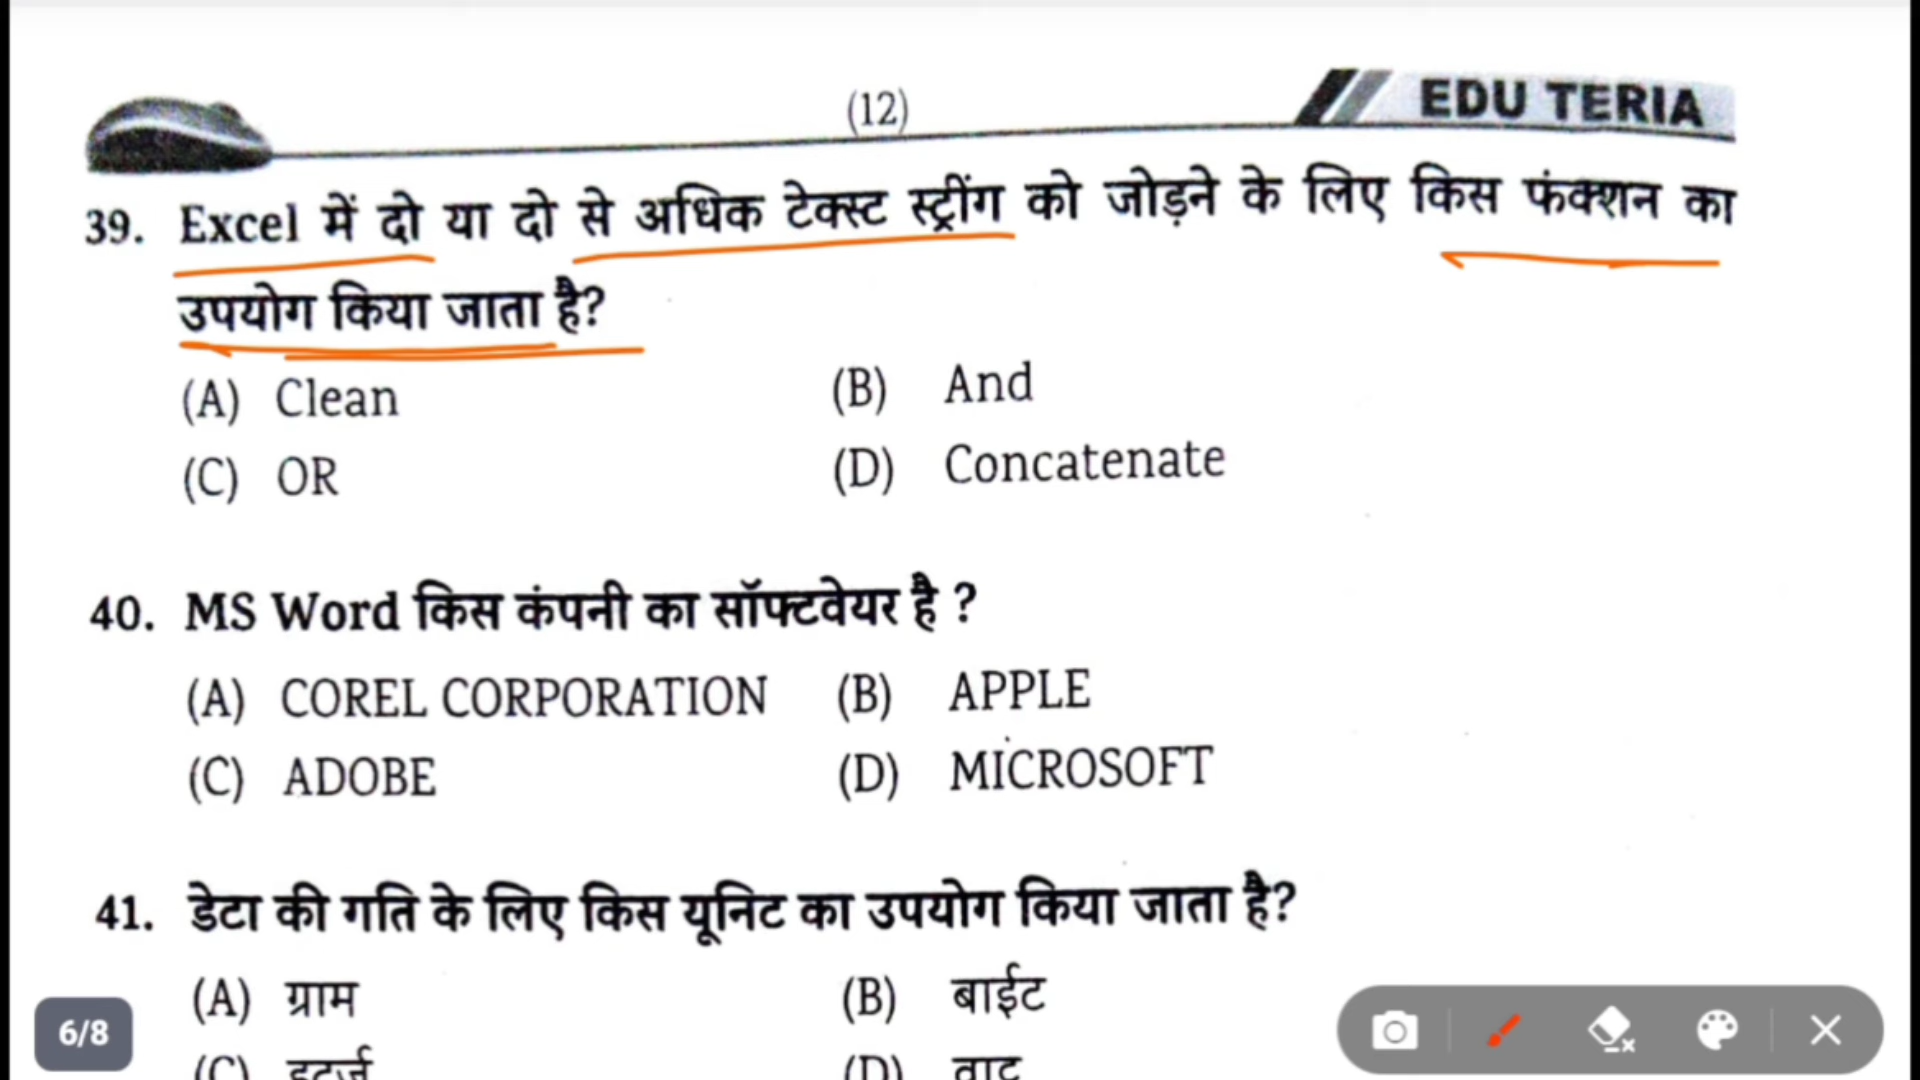 (12)
EDU TERIA
39. Excel में दो या दो से अधिक टेक्स्ट स्ट्रींग को जोड़ने के लिए किस फंक्शन का
उपयोग किया जाता है?
(A) Clean (B) And
(C) OR (D) Concatenate
40. MS Word किस कंपनी का सॉफ्टवेयर है ?
(A) COREL CORPORATION (B) APPLE
(C) ADOBE (D) MICROSOFT
41. डेटा की गति के लिए किस यूनिट का उपयोग किया जाता है?
(A) ग्राम (B) बाईट
(C) (D)
6/8